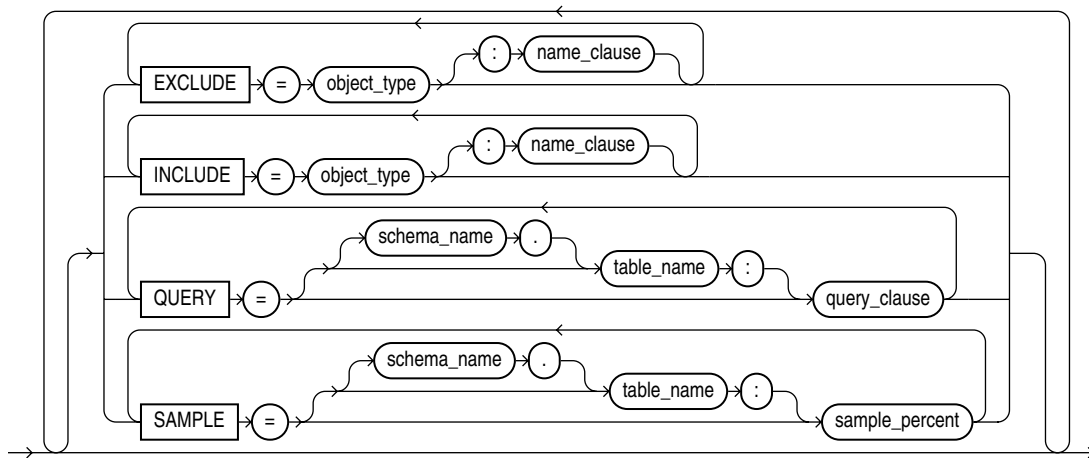 : name_clause
EXCLUDE = object_type
: name_clause
INCLUDE = object_type
schema_name .
table_name :
QUERY = query_clause
schema_name .
table_name :
SAMPLE = sample_percent